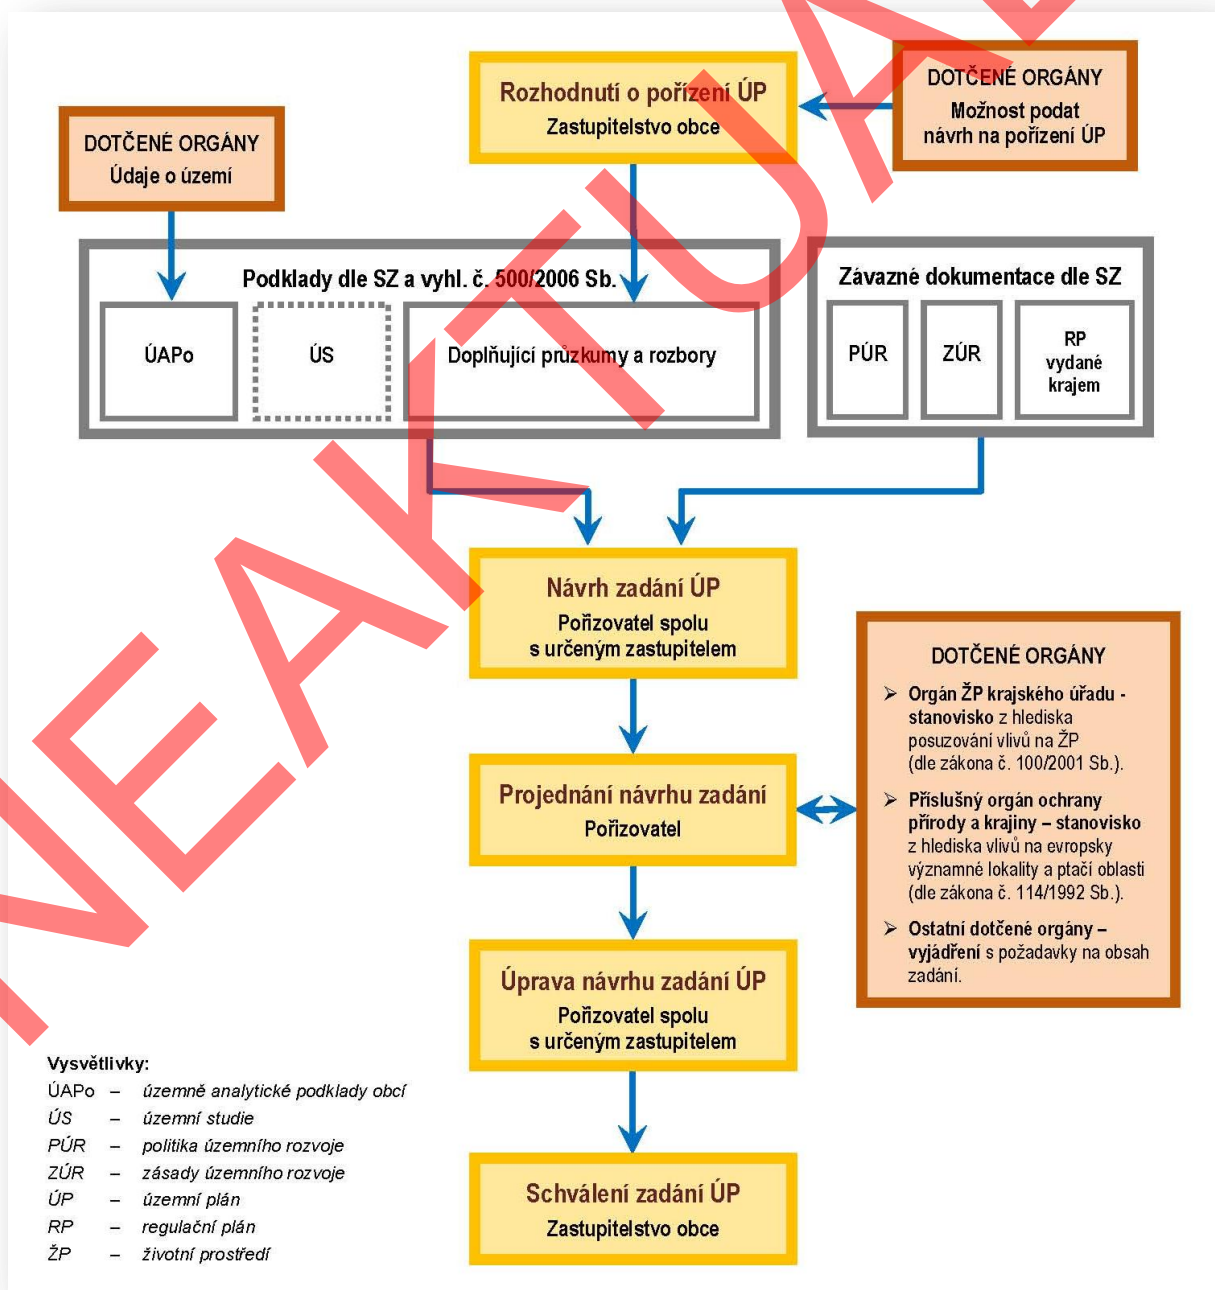 Rozhodnutí o pořízení ÚP
Zastupitelstvo obce
DOTČENÉ ORGÁNY
Možnost podat
návrh na pořízení ÚP
DOTČENÉ ORGÁNY
Údaje o území
Podklady dle SZ a vyhl. č. 500/2006 Sb.
ÚAPo
ÚS
Doplňující průzkumy a rozbory
Závazné dokumentace dle SZ
PÚR
ZÚR
RP
vydané
krajem
Návrh zadání ÚP
Pořizovatel spolu
s určeným zastupitelem
Projednání návrhu zadání
Pořizovatel
DOTČENÉ ORGÁNY
➢ Orgán ŽP krajského úřadu -
stanovisko z hlediska
posuzování vlivů na ŽP
(dle zákona č. 100/2001 Sb.).
➢ Příslušný orgán ochrany
přírody a krajiny – stanovisko
z hlediska vlivů na evropsky
významné lokality a ptačí oblasti
(dle zákona č. 114/1992 Sb.).
➢ Ostatní dotčené orgány –
vyjádření s požadavky na obsah
zadání.
Úprava návrhu zadání ÚP
Pořizovatel spolu
s určeným zastupitelem
Schválení zadání ÚP
Zastupitelstvo obce
Vysvětlivky:
ÚAPo – územně analytické podklady obcí
ÚS – územní studie
PÚR – politika územního rozvoje
ZÚR – zásady územního rozvoje
ÚP – územní plán
RP – regulační plán
ŽP – životní prostředí
NEAKTUÁL